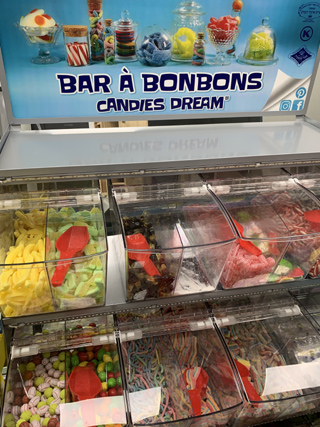 BAR À BONBONS
CANDIES DREAM®
K